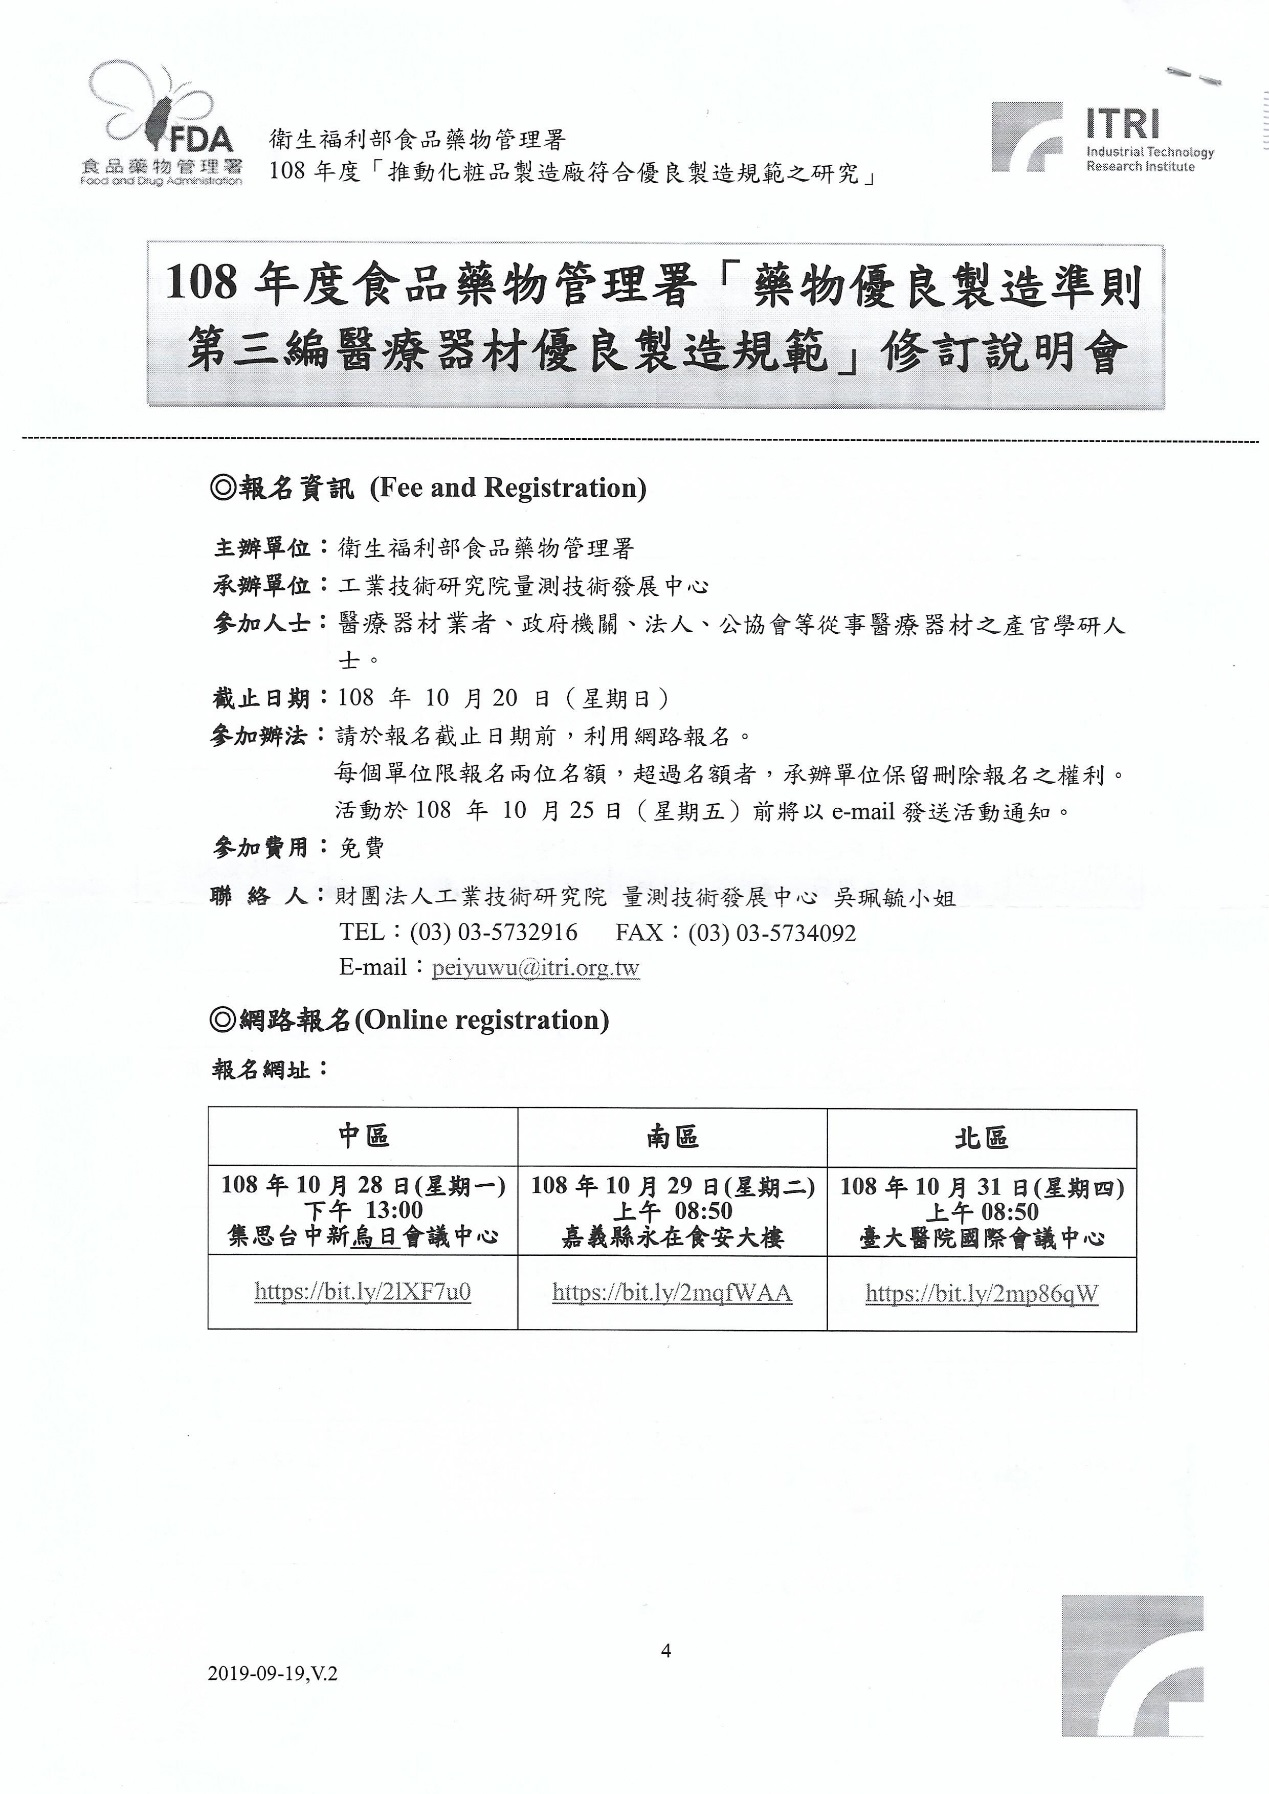 FDA
食品藥物管理署
Food and Drug Administration
衛生福利部食品藥物管理署
108 年度「推動化粧品製造廠符合優良製造規範之研究」
ITRI
Industrial Technology
Research Institute
108 年度食品藥物管理署「藥物優良製造準則
第三編醫療器材優良製造規範」修訂說明會
◎報名資訊 (Fee and Registration)
主辦單位：衛生福利部食品藥物管理署
承辦單位：工業技術研究院量測技術發展中心
參加人士：醫療器材業者、政府機關、法人、公協會等從事醫療器材之產官學研人
士。
截止日期：108 年 10 月 20 日（星期日）
參加辦法：請於報名截止日期前，利用網路報名。
每個單位限報名兩位名額，超過名額者，承辦單位保留刪除報名之權利。
活動於 108 年 10 月 25 日（星期五）前將以 e-mail 發送活動通知。
參加費用：免費
聯 絡 人：財團法人工業技術研究院 量測技術發展中心 吳珮毓小姐
TEL：(03) 03-5732916 FAX：(03) 03-5734092
E-mail：peiyuwu@itri.org.tw
◎網路報名(Online registration)
報名網址：
中區 南區 北區
108 年 10 月 28 日(星期一) 108 年 10 月 29 日(星期二) 108 年 10 月 31 日(星期四)
下午 13:00 上午 08:50 上午 08:50
集思台中新烏日會議中心 嘉義縣永在食安大樓 臺大醫院國際會議中心
https://bit.ly/2lXF7u0 https://bit.ly/2mqfWAA https://bit.ly/2mp86qW
4
2019-09-19,V.2